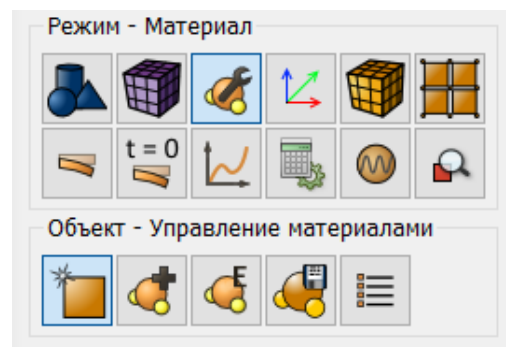 Режим - Материал
t = 0
Объект - Управление материалами
E